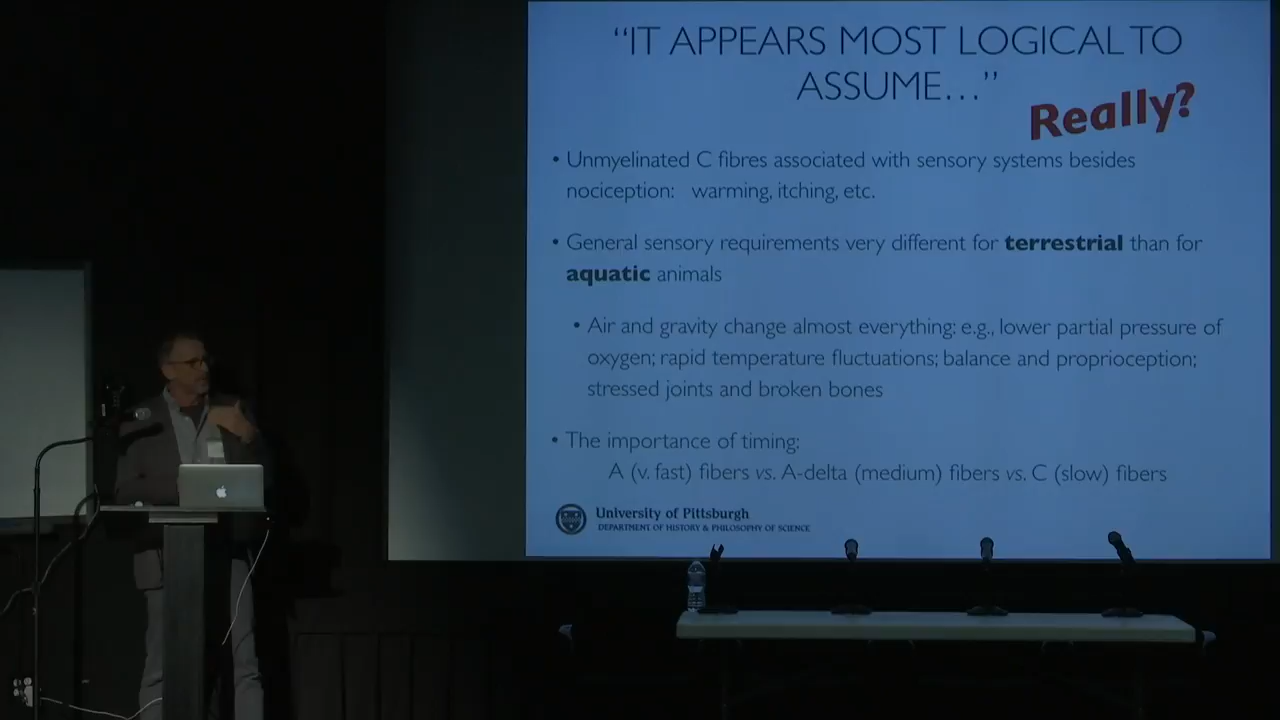 “IT APPEARS MOST LOGICAL TO
ASSUME…”
Really?
• Unmyelinated C fibres associated with sensory systems besides
nociception: warming, itching, etc.
• General sensory requirements very different for terrestrial than for
aquatic animals
• Air and gravity change almost everything: e.g., lower partial pressure of
oxygen; rapid temperature fluctuations; balance and proprioception;
stressed joints and broken bones
• The importance of timing:
A (v. fast) fibers vs. A-delta (medium) fibers vs. C (slow) fibers
University of Pittsburgh
DEPARTMENT OF HISTORY & PHILOSOPHY OF SCIENCE